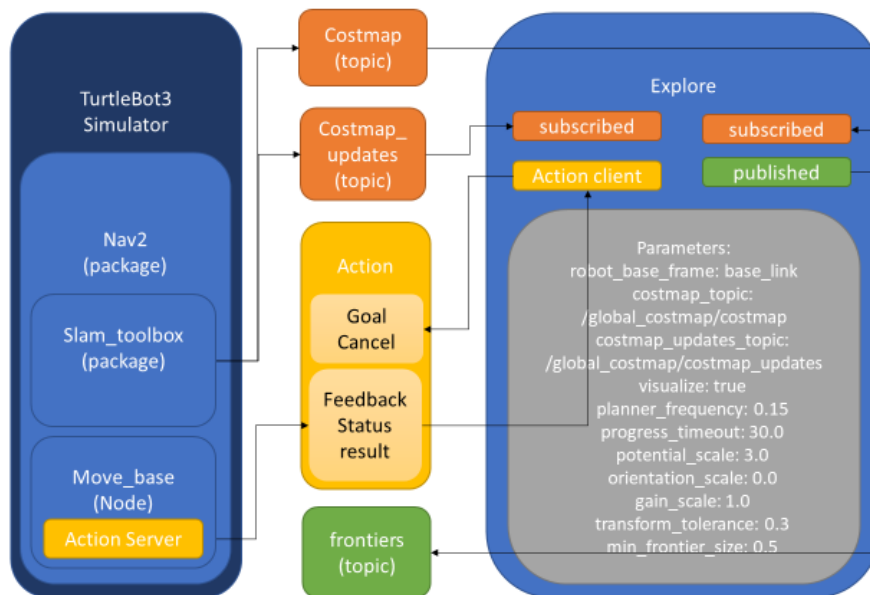 TurtleBot3
Simulator
Nav2
(package)
Slam_toolbox
(package)
Move_base
(Node)
Action Server
Costmap
(topic)
Costmap_
updates
(topic)
Action
Goal
Cancel
Feedback
Status
result
frontiers
(topic)
Explore
subscribed
subscribed
Action client
published
Parameters:
robot_base_frame: base_link
costmap_topic:
/global_costmap/costmap
costmap_updates_topic:
/global_costmap/costmap_updates
visualize: true
planner_frequency: 0.15
progress_timeout: 30.0
potential_scale: 3.0
orientation_scale: 0.0
gain_scale: 1.0
transform_tolerance: 0.3
min_frontier_size: 0.5